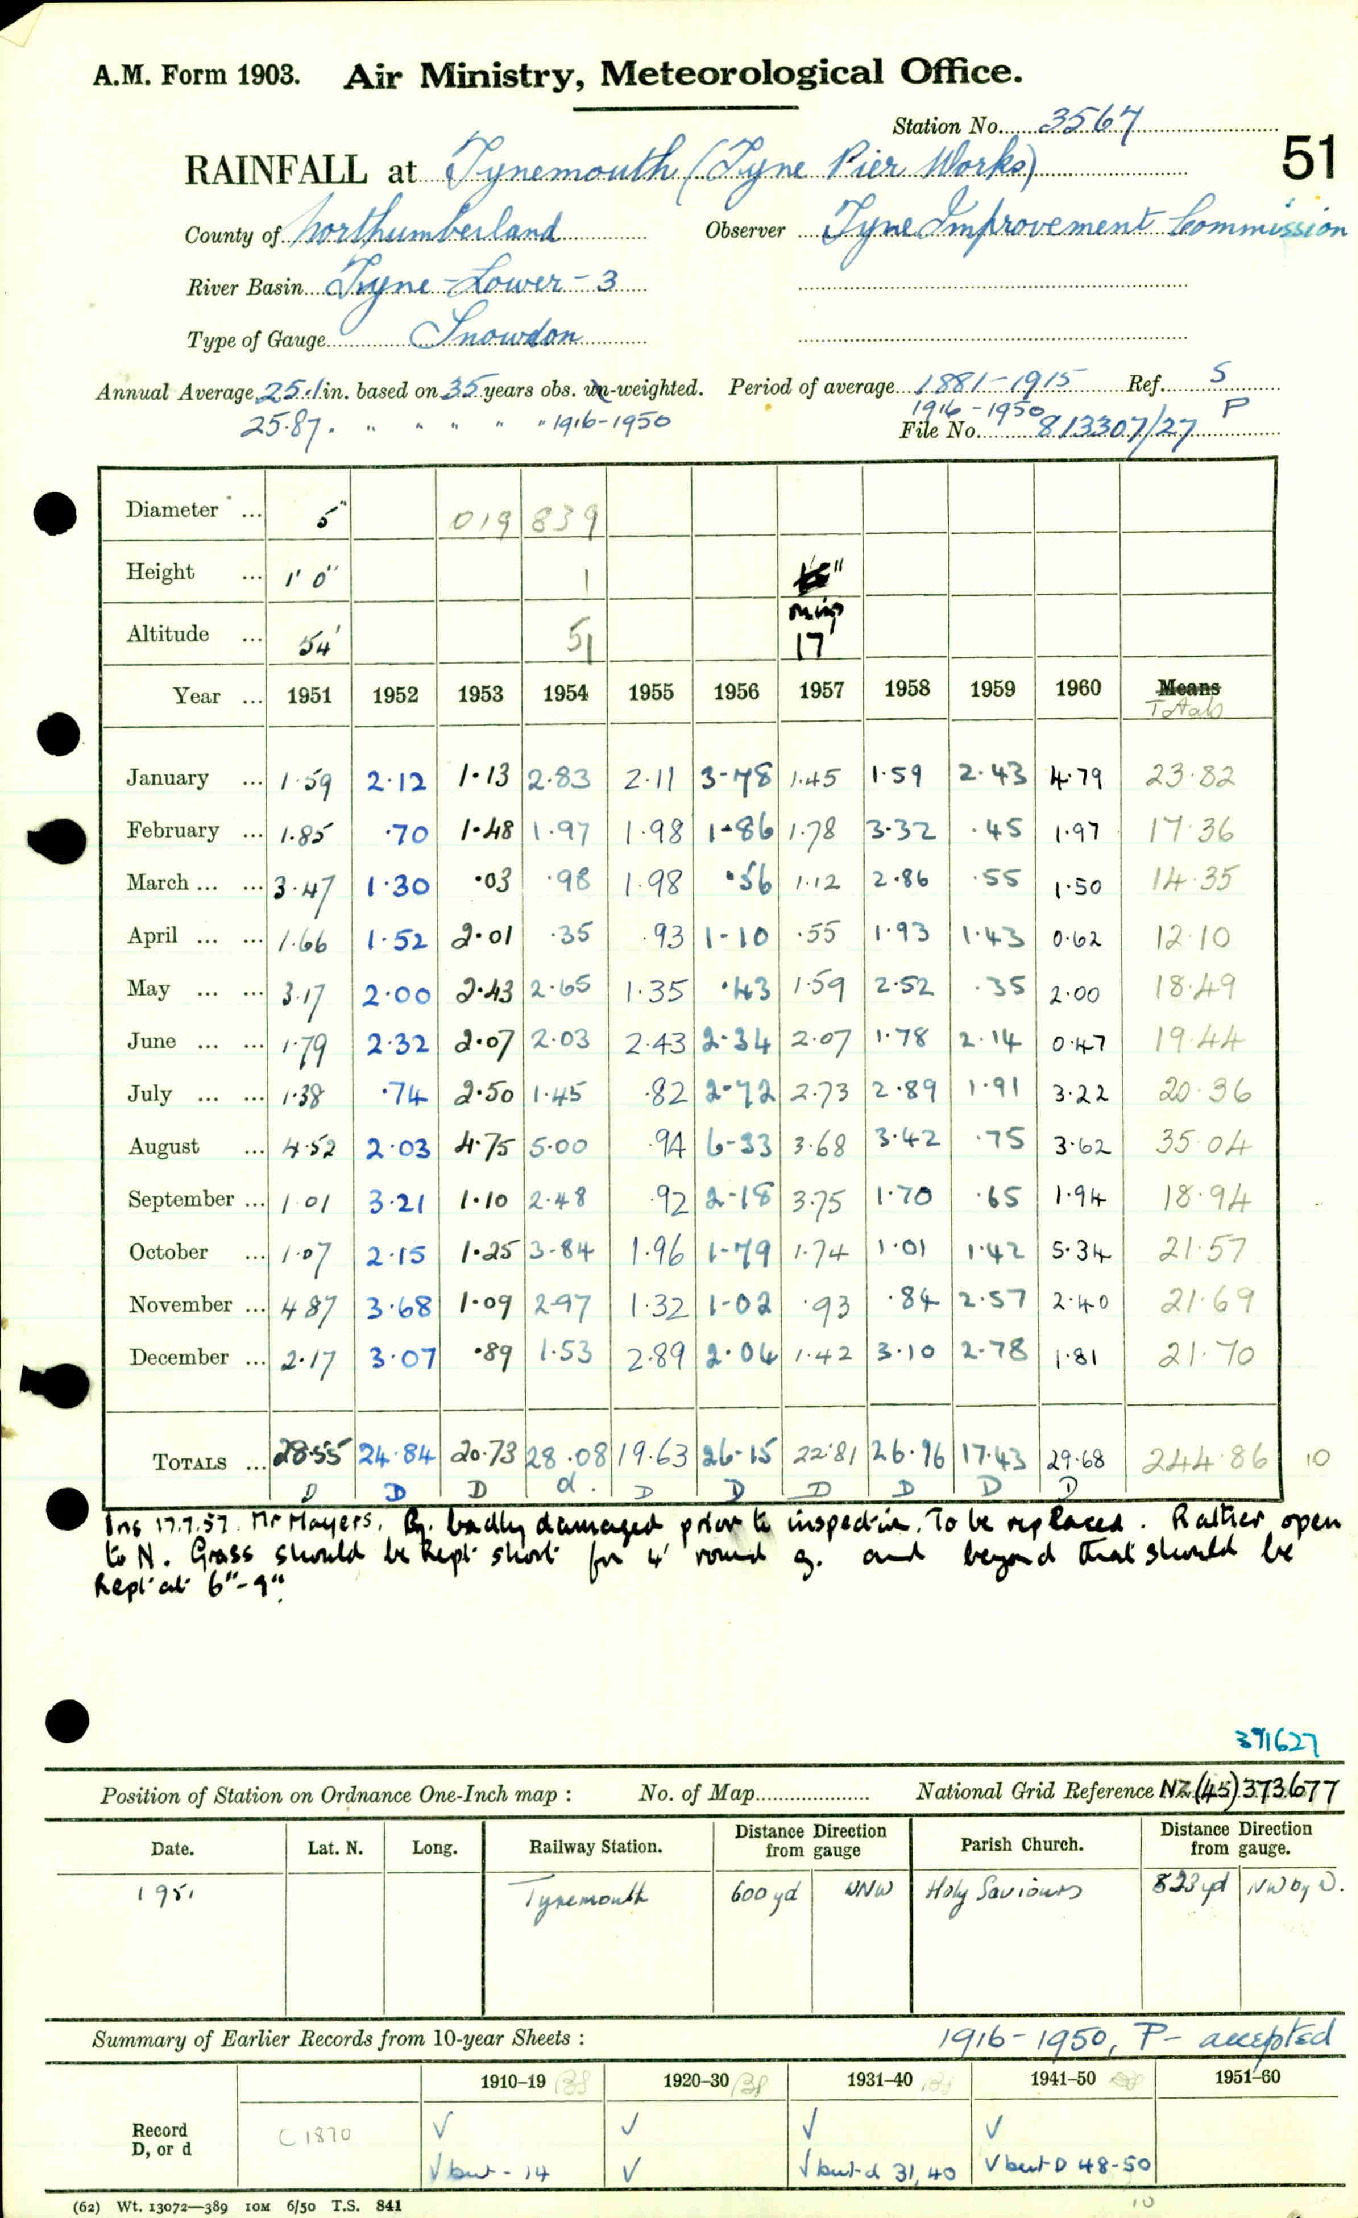 A.M. Form 1903. Air Ministry, Meteorological Office.
Station No. 3567
51
RAINFALL at Tynemouth (Tyne Pier Works)
County of Northumberland Observer Tyne Improvement Commission
River Basin Tyne - Lower - 3
Type of Gauge Snowdon
Annual Average 25.1 in. based on 35 years obs. un-weighted. Period of average 1881-1915 Ref. S
25.87 " " " " " 1916-1950 1916-1950 P
File No. 813307/27
Diameter ... 5" 019 839
Height ... 1' 0" 1
Altitude ... 54' 51 17'
Year ... 1951 1952 1953 1954 1955 1956 1957 1958 1959 1960 Means
Totals
January ... 1.59 2.12 1.13 2.83 2.11 3.78 1.45 1.59 2.43 4.79 23.82
February ... 1.85 .70 1.48 1.97 1.98 1.86 1.78 3.32 .45 1.97 17.36
March ... ... 3.47 1.30 .03 .98 1.98 .56 1.12 2.86 .55 1.50 14.35
April ... ... 1.66 1.52 2.01 .35 .93 1.10 .55 1.93 1.43 0.62 12.10
May ... ... 3.17 2.00 2.43 2.65 1.35 .43 1.59 2.52 .35 2.00 18.49
June ... ... 1.79 2.32 2.07 2.03 2.43 2.34 2.07 1.78 2.14 0.47 19.44
July ... ... 1.38 .74 2.50 1.45 .82 2.72 2.73 2.89 1.91 3.22 20.36
August ... 4.52 2.03 4.75 5.00 .94 6.33 3.68 3.42 .75 3.62 35.04
September ... 1.01 3.21 1.10 2.48 .92 2.18 3.75 1.70 .65 1.94 18.94
October ... 1.07 2.15 1.25 3.84 1.96 1.79 1.74 1.01 1.42 5.34 21.57
November ... 4.87 3.68 1.09 2.97 1.32 1.02 .93 .84 2.57 2.40 21.69
December ... 2.17 3.07 .89 1.53 2.89 2.04 1.42 3.10 2.78 1.81 21.70
TOTALS ... 28.55 24.84 20.73 28.08 19.63 26.15 22.81 26.96 17.43 29.68 244.86 10
D D D d. D D D D D D
Ins 17.7.57. Mr Mayers. Rg. badly damaged prior to inspection. To be replaced. Rather open
to N. Grass should be kept short for 4' round g. and beyond that should be
kept at 6"-9".
391627
Position of Station on Ordnance One-Inch map : No. of Map National Grid Reference NZ (45) 373677
Date. Lat. N. Long. Railway Station. Distance Direction from gauge Parish Church. Distance Direction from gauge.
1951 Tynemouth 600 yd WNW Holy Saviours 823 yd NW by W.
Summary of Earlier Records from 10-year Sheets : 1916-1950, P- accepted
1910-19 1920-30 1931-40 1941-50 1951-60
Record C 1870 √ √ √ √
D, or d √ but - 14 √ √ but d 31, 40 √ but D 48-50
(62) Wt. 13072—389 10M 6/50 T.S. 841
10